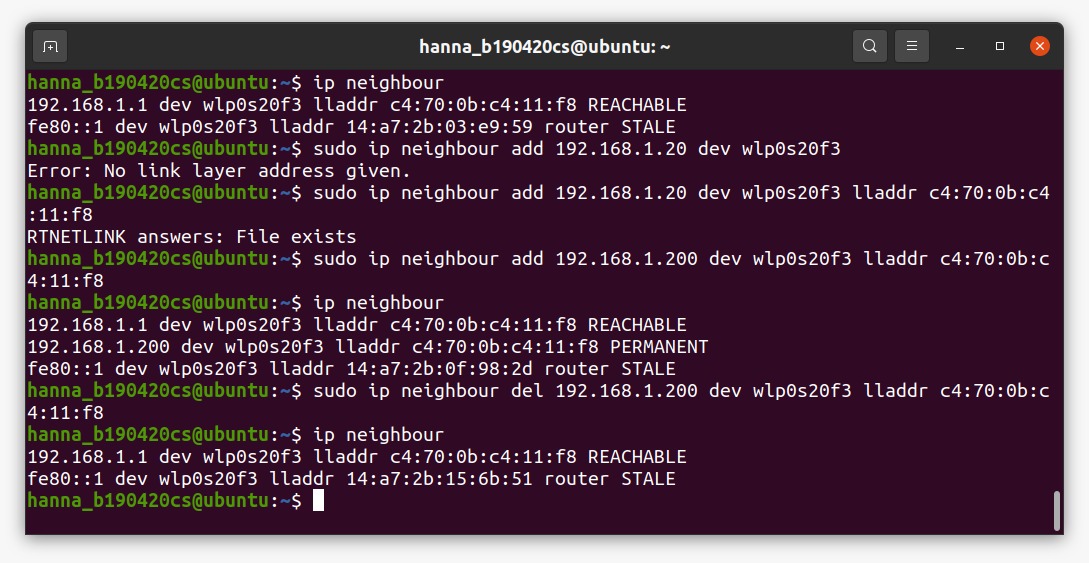 hanna_b190420cs@ubuntu: ~
hanna_b190420cs@ubuntu:~$ ip neighbour
192.168.1.1 dev wlp0s20f3 lladdr c4:70:0b:c4:11:f8 REACHABLE
fe80::1 dev wlp0s20f3 lladdr 14:a7:2b:03:e9:59 router STALE
hanna_b190420cs@ubuntu:~$ sudo ip neighbour add 192.168.1.20 dev wlp0s20f3
Error: No link layer address given.
hanna_b190420cs@ubuntu:~$ sudo ip neighbour add 192.168.1.20 dev wlp0s20f3 lladdr c4:70:0b:c4
:11:f8
RTNETLINK answers: File exists
hanna_b190420cs@ubuntu:~$ sudo ip neighbour add 192.168.1.200 dev wlp0s20f3 lladdr c4:70:0b:c
4:11:f8
hanna_b190420cs@ubuntu:~$ ip neighbour
192.168.1.1 dev wlp0s20f3 lladdr c4:70:0b:c4:11:f8 REACHABLE
192.168.1.200 dev wlp0s20f3 lladdr c4:70:0b:c4:11:f8 PERMANENT
fe80::1 dev wlp0s20f3 lladdr 14:a7:2b:0f:98:2d router STALE
hanna_b190420cs@ubuntu:~$ sudo ip neighbour del 192.168.1.200 dev wlp0s20f3 lladdr c4:70:0b:c
4:11:f8
hanna_b190420cs@ubuntu:~$ ip neighbour
192.168.1.1 dev wlp0s20f3 lladdr c4:70:0b:c4:11:f8 REACHABLE
fe80::1 dev wlp0s20f3 lladdr 14:a7:2b:15:6b:51 router STALE
hanna_b190420cs@ubuntu:~$